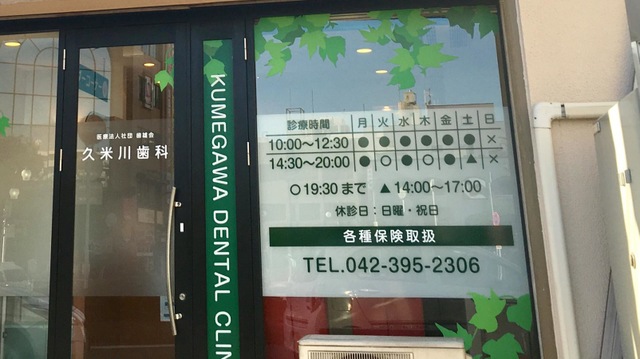 医療法人社団 歯雄会
久米川歯科
KUMEGAWA DENTAL CLIN
診療時間 月 火 水 木 金 土 日
10:00〜12:30 ● ● ● ● ● ● ×
14:30〜20:00 ● ○ ● ○ ● ▲ ×
○19:30まで ▲14:00〜17:00
休診日：日曜・祝日
各種保険取扱
TEL.042-395-2306